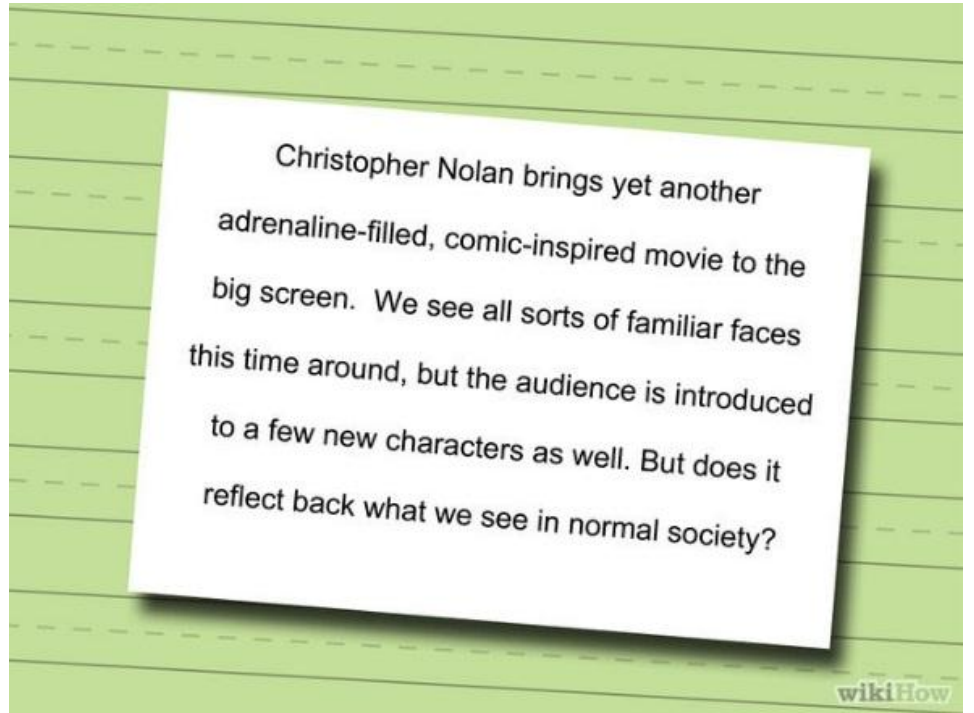 Christopher Nolan brings yet another
adrenaline-filled, comic-inspired movie to the
big screen.  We see all sorts of familiar faces
this time around, but the audience is introduced
to a few new characters as well. But does it
reflect back what we see in normal society?
wikiHow